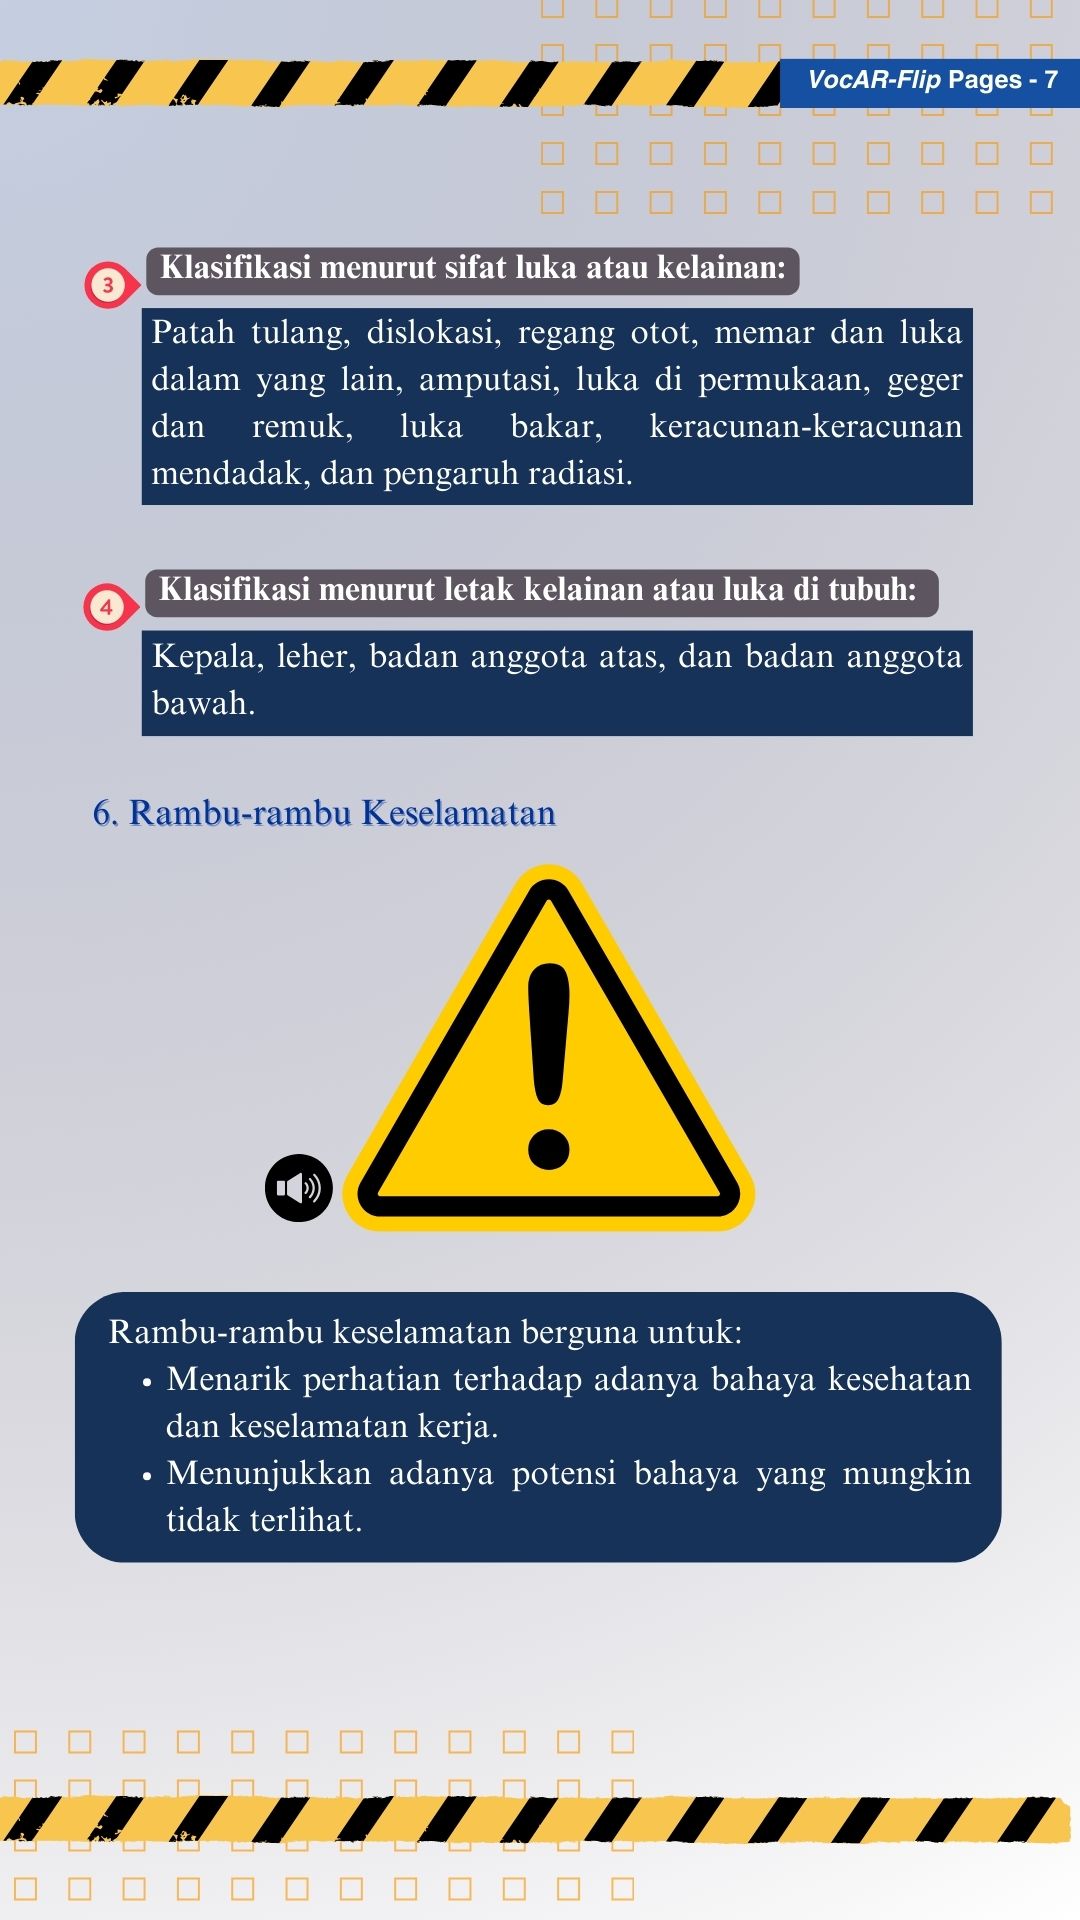 VocAR-Flip Pages - 7
3
Klasifikasi menurut sifat luka atau kelainan:
Patah tulang, dislokasi, regang otot, memar dan luka
dalam yang lain, amputasi, luka di permukaan, geger
dan remuk, luka bakar, keracunan-keracunan
mendadak, dan pengaruh radiasi.
4
Klasifikasi menurut letak kelainan atau luka di tubuh:
Kepala, leher, badan anggota atas, dan badan anggota
bawah.
6. Rambu-rambu Keselamatan
!
Rambu-rambu keselamatan berguna untuk:
• Menarik perhatian terhadap adanya bahaya kesehatan
dan keselamatan kerja.
• Menunjukkan adanya potensi bahaya yang mungkin
tidak terlihat.